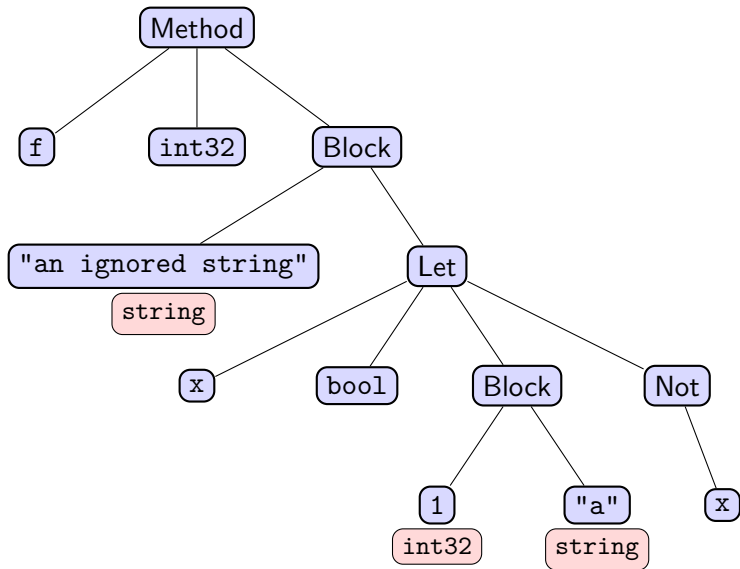 Method
f
int32
Block
"an ignored string"
string
Let
x
bool
Block
Not
1
int32
"a"
string
x